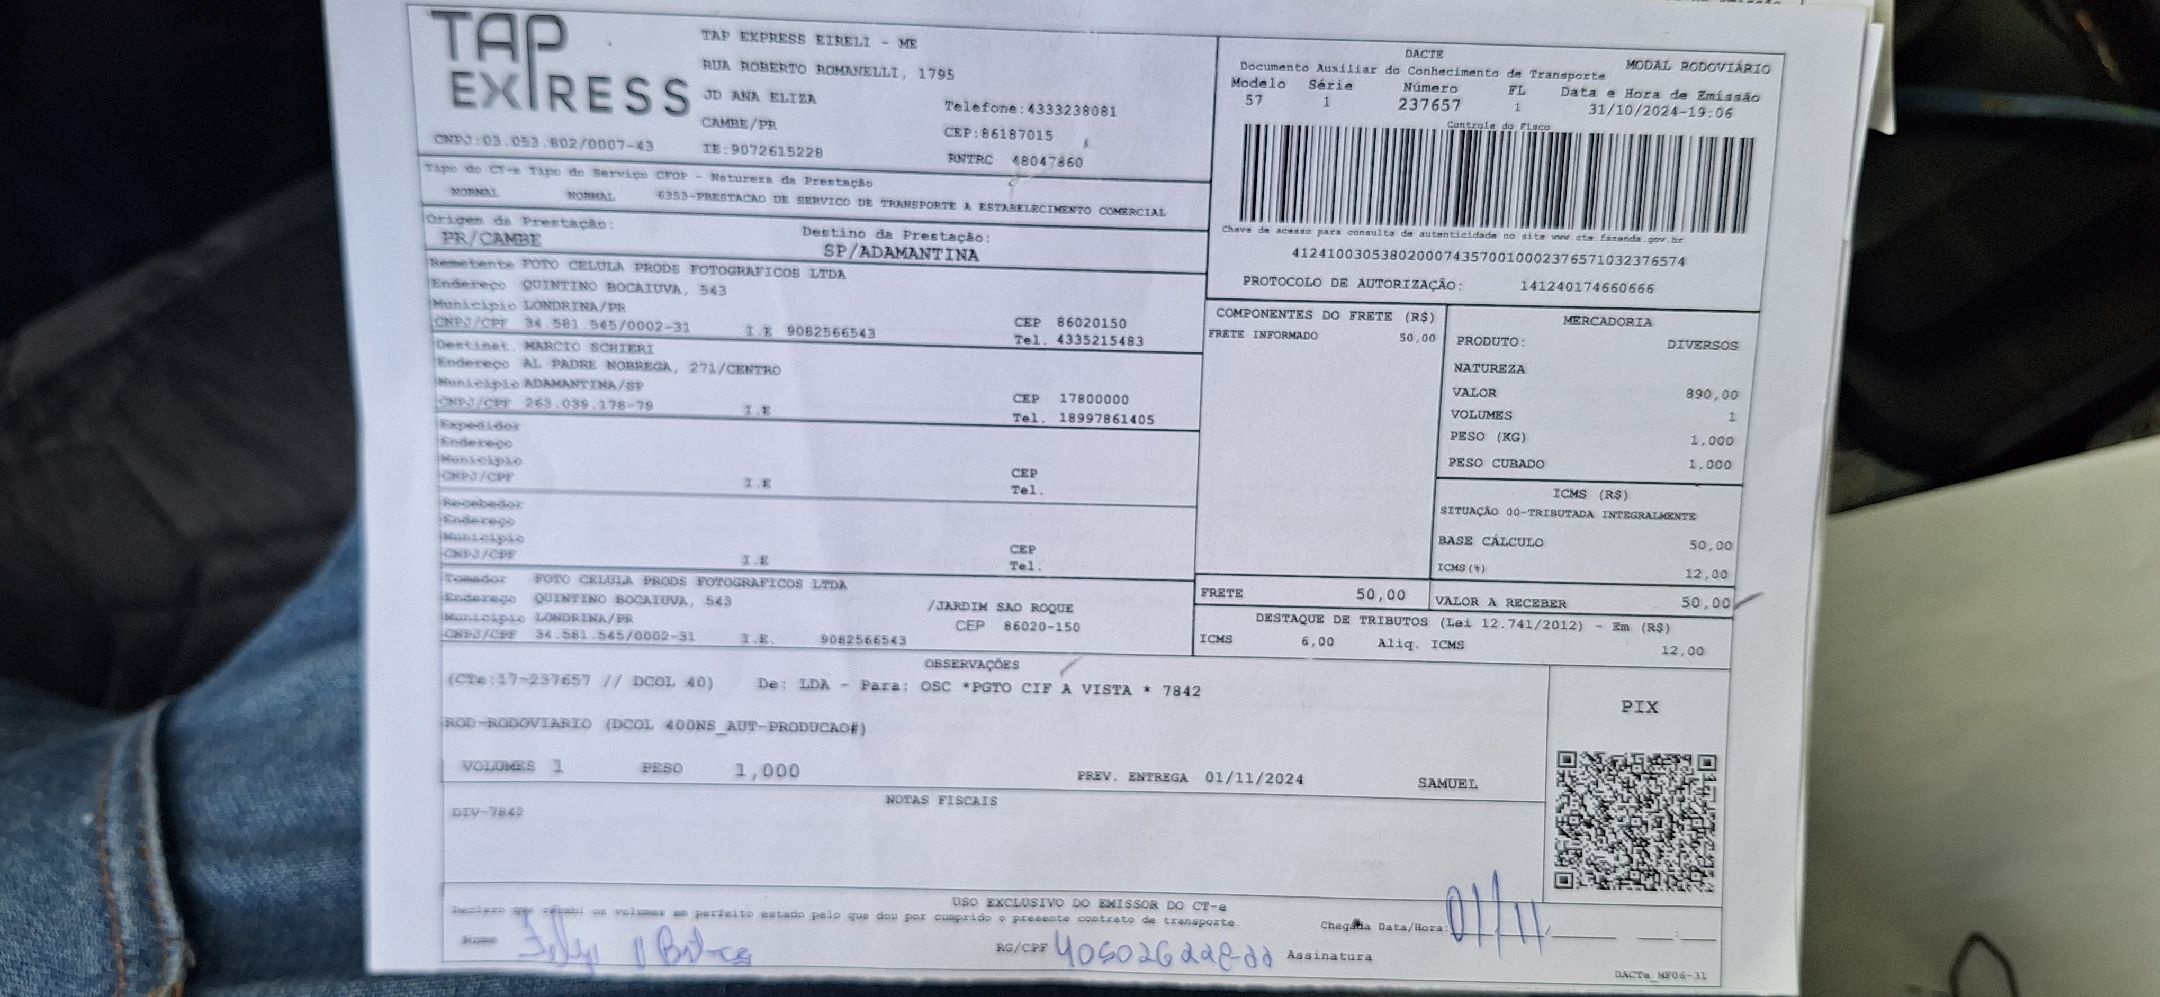 TAP
EXPRESS
TAP EXPRESS EIRELI - ME
RUA ROBERTO ROMANELLI, 1795
JD ANA ELIZA
CAMBE/PR
Telefone:4333238081
CEP:86187015
CNPJ:03.053.802/0007-43
IE:9072615228
RNTRC 48047860
DACTE
MODAL RODOVIÁRIO
Documento Auxiliar do Conhecimento de Transporte
Modelo Série Número FL Data e Hora de Emissão
57 1 237657 1 31/10/2024-19:06
Controle do Fisco
Chave de acesso para consulta de autenticidade no site www.cte.fazenda.gov.br
41241003053802000743570010002376571032376574
PROTOCOLO DE AUTORIZAÇÃO: 141240174660666
Tipo do CT-e Tipo do Serviço CFOP - Natureza da Prestação
NORMAL NORMAL 6353-PRESTACAO DE SERVICO DE TRANSPORTE A ESTABELECIMENTO COMERCIAL
Origem da Prestação: Destino da Prestação:
PR/CAMBE SP/ADAMANTINA
Remetente FOTO CELULA PRODS FOTOGRAFICOS LTDA
Endereço QUINTINO BOCAIUVA, 543
Município LONDRINA/PR CEP 86020150
CNPJ/CPF 34.581.545/0002-31 I.E 9082566543 Tel. 4335215483
Destinat. MARCIO SCHIERI
Endereço AL PADRE NOBREGA, 271/CENTRO
Município ADAMANTINA/SP CEP 17800000
CNPJ/CPF 263.039.178-79 I.E Tel. 18997861405
Expedidor
Endereço
Município CEP
CNPJ/CPF I.E Tel.
Recebedor
Endereço
Município CEP
CNPJ/CPF I.E Tel.
Tomador FOTO CELULA PRODS FOTOGRAFICOS LTDA
Endereço QUINTINO BOCAIUVA, 543 /JARDIM SAO ROQUE
Município LONDRINA/PR CEP 86020-150
CNPJ/CPF 34.581.545/0002-31 I.E. 9082566543
COMPONENTES DO FRETE (R$)
FRETE INFORMADO 50,00
MERCADORIA
PRODUTO: DIVERSOS
NATUREZA
VALOR 890,00
VOLUMES 1
PESO (KG) 1,000
PESO CUBADO 1,000
ICMS (R$)
SITUAÇÃO 00-TRIBUTADA INTEGRALMENTE
BASE CÁLCULO 50,00
ICMS(%) 12,00
FRETE 50,00 VALOR A RECEBER 50,00
DESTAQUE DE TRIBUTOS (Lei 12.741/2012) - Em (R$)
ICMS 6,00 Aliq. ICMS 12,00
OBSERVAÇÕES
(CTe:17-237657 // DCOL 40) De: LDA - Para: OSC *PGTO CIF A VISTA * 7842
ROD-RODOVIARIO (DCOL 400NS_AUT-PRODUCAO#)
VOLUMES 1 PESO 1,000 PREV. ENTREGA 01/11/2024 SAMUEL
PIX
NOTAS FISCAIS
DIV-7842
USO EXCLUSIVO DO EMISSOR DO CT-e
Declaro que recebi os volumes em perfeito estado pelo que dou por cumprido o presente contrato de transporte.
Chegada Data/Hora: 01/11
Nome RG/CPF Assinatura
DACTe_MF06-31